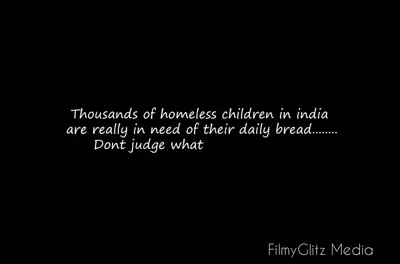 Thousands of homeless children in india
are really in need of their daily bread........
Dont judge what
FilmyGlitz Media